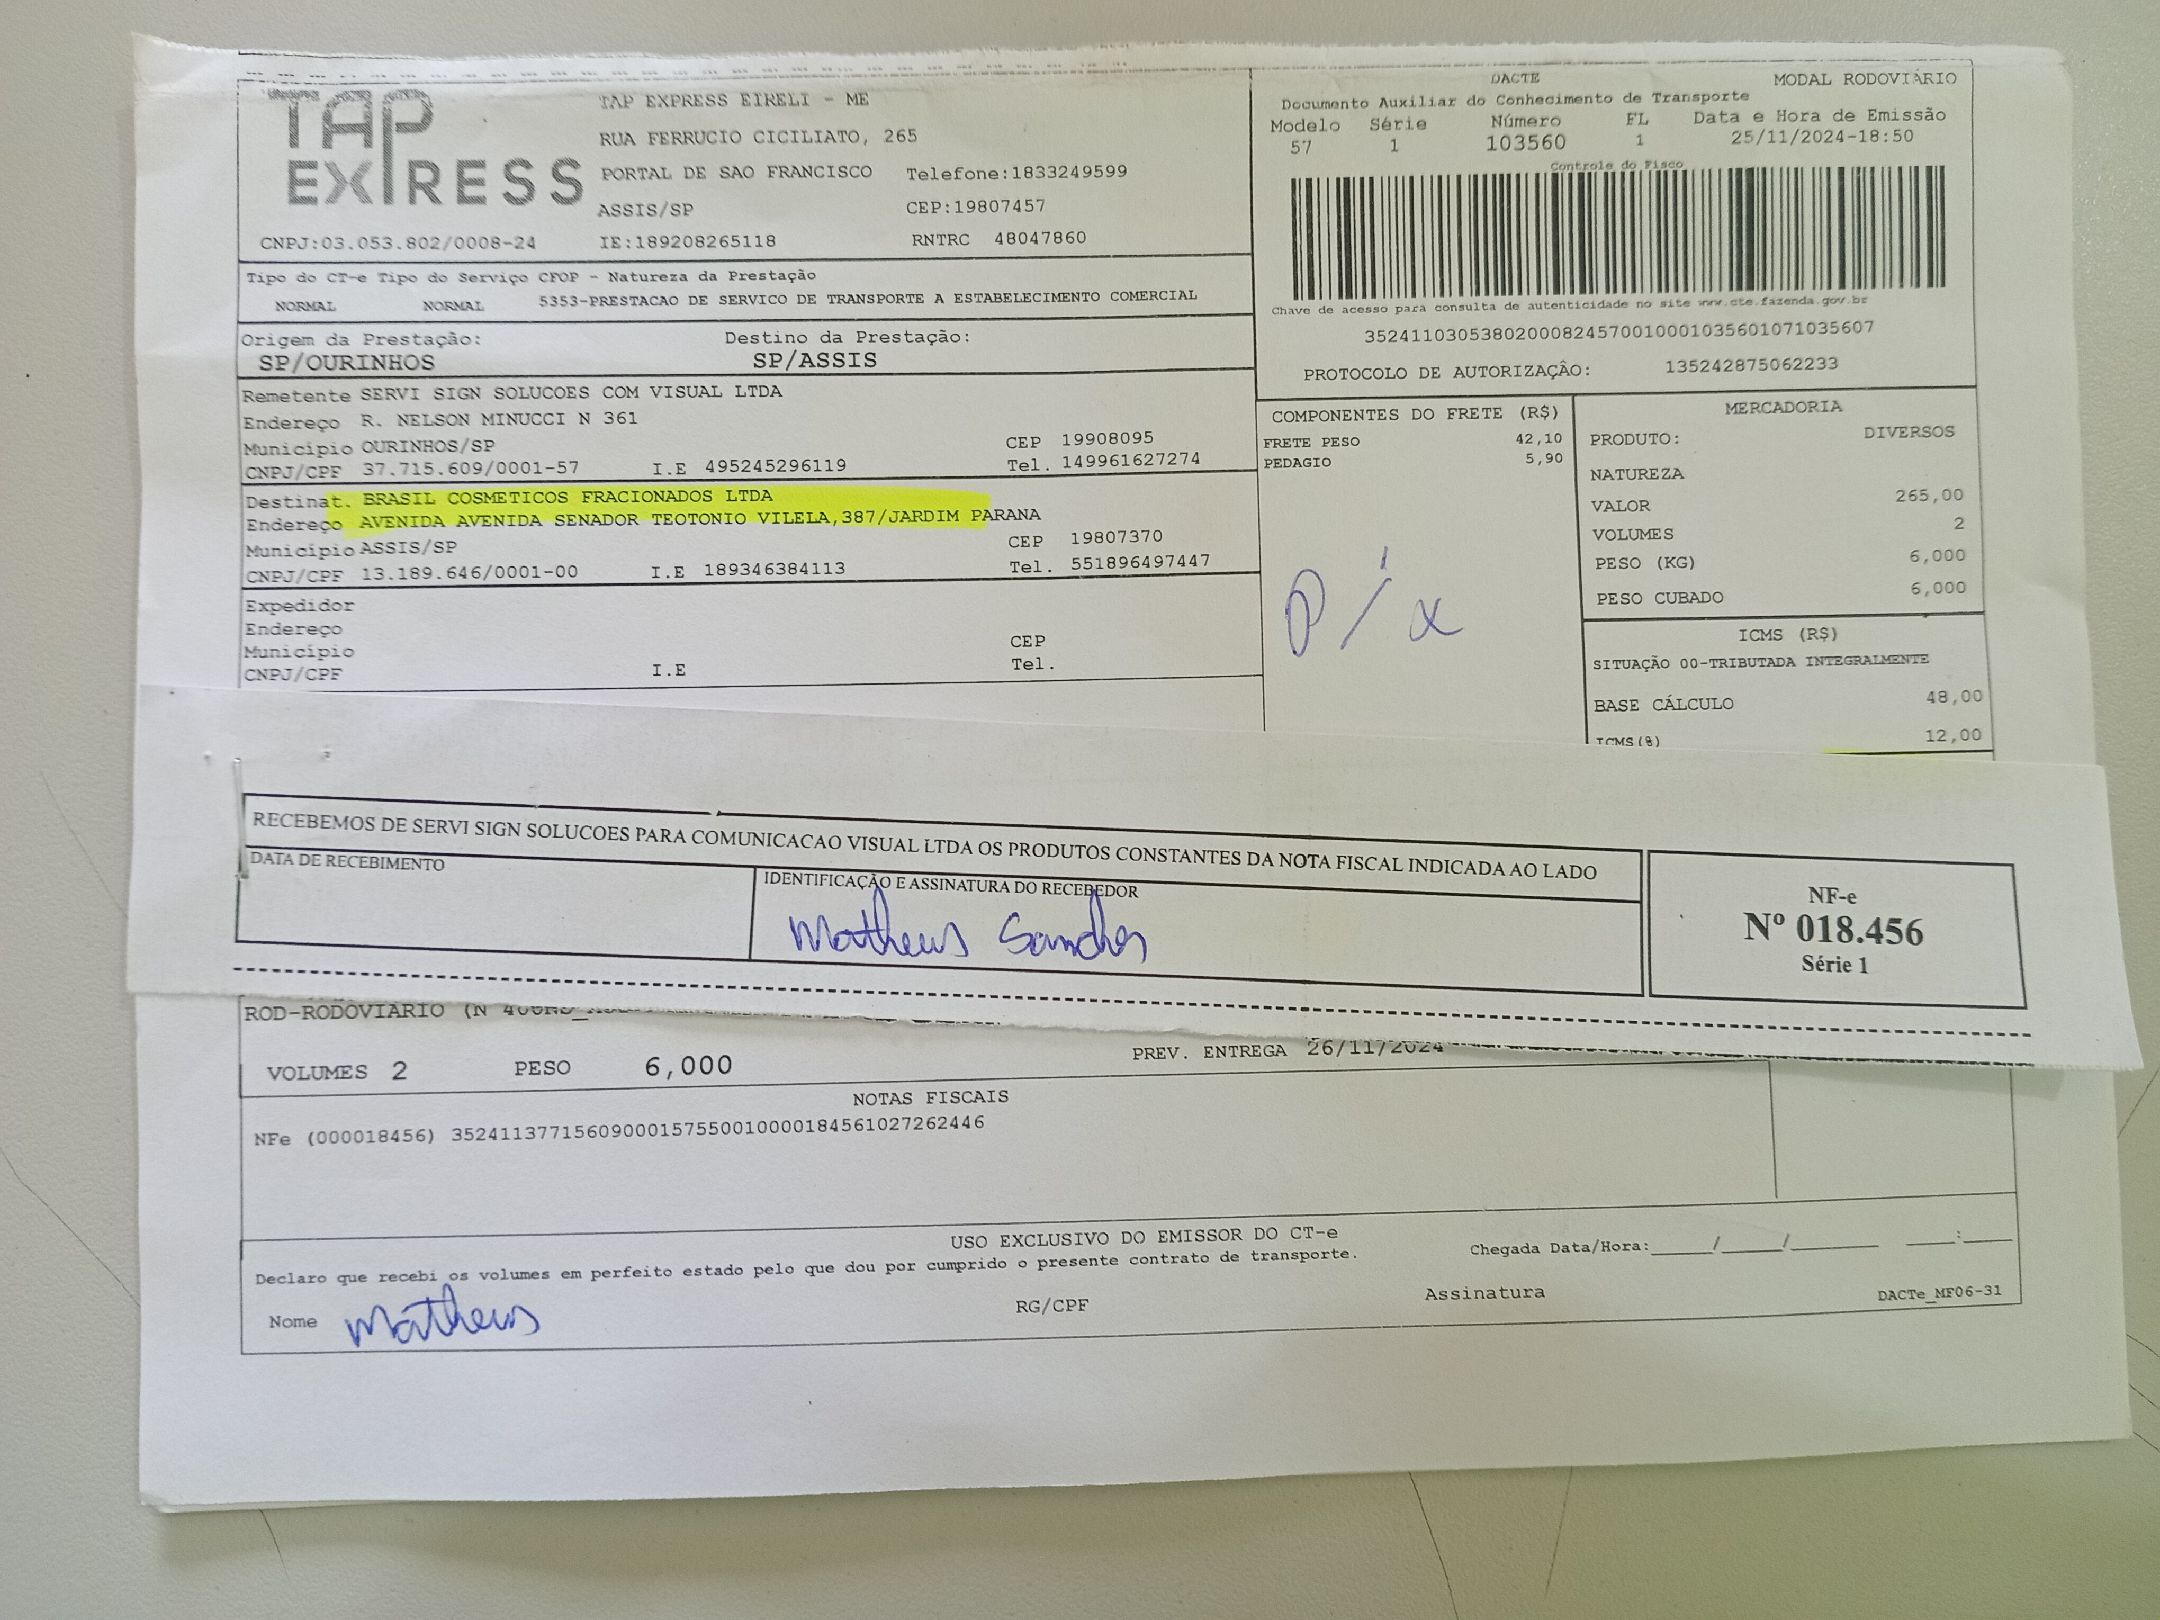 TAP EXPRESS
TAP EXPRESS EIRELI - ME
RUA FERRUCIO CICILIATO, 265
PORTAL DE SAO FRANCISCO Telefone:1833249599
ASSIS/SP CEP:19807457
CNPJ:03.053.802/0008-24 IE:189208265118 RNTRC 48047860
DACTE MODAL RODOVIÁRIO
Documento Auxiliar do Conhecimento de Transporte
Modelo Série Número FL Data e Hora de Emissão
57 1 103560 1 25/11/2024-18:50
Controle do Fisco
Chave de acesso para consulta de autenticidade no site www.cte.fazenda.gov.br
35241103053802000824570010001035601071035607
PROTOCOLO DE AUTORIZAÇÂO: 135242875062233
Tipo do CT-e Tipo do Serviço CFOP - Natureza da Prestação
NORMAL NORMAL 5353-PRESTACAO DE SERVICO DE TRANSPORTE A ESTABELECIMENTO COMERCIAL
Origem da Prestação: Destino da Prestação:
SP/OURINHOS SP/ASSIS
Remetente SERVI SIGN SOLUCOES COM VISUAL LTDA
Endereço R. NELSON MINUCCI N 361
Município OURINHOS/SP CEP 19908095
CNPJ/CPF 37.715.609/0001-57 I.E 495245296119 Tel. 149961627274
Destinat. BRASIL COSMETICOS FRACIONADOS LTDA
Endereço AVENIDA AVENIDA SENADOR TEOTONIO VILELA,387/JARDIM PARANA
Município ASSIS/SP CEP 19807370
CNPJ/CPF 13.189.646/0001-00 I.E 189346384113 Tel. 551896497447
Expedidor
Endereço
Município CEP
CNPJ/CPF I.E Tel.
COMPONENTES DO FRETE (R$)
FRETE PESO 42,10
PEDAGIO 5,90
MERCADORIA
PRODUTO: DIVERSOS
NATUREZA
VALOR 265,00
VOLUMES 2
PESO (KG) 6,000
PESO CUBADO 6,000
ICMS (R$)
SITUAÇÃO 00-TRIBUTADA INTEGRALMENTE
BASE CÁLCULO 48,00
ICMS(%) 12,00
RECEBEMOS DE SERVI SIGN SOLUCOES PARA COMUNICACAO VISUAL LTDA OS PRODUTOS CONSTANTES DA NOTA FISCAL INDICADA AO LADO
DATA DE RECEBIMENTO
IDENTIFICAÇÃO E ASSINATURA DO RECEBEDOR
Matheus Sanches
NF-e
Nº 018.456
Série 1
ROD-RODOVIARIO (N
VOLUMES 2 PESO 6,000 PREV. ENTREGA 26/11/2024
NOTAS FISCAIS
NFe (000018456) 35241137715609000157550010000184561027262446
USO EXCLUSIVO DO EMISSOR DO CT-e
Declaro que recebi os volumes em perfeito estado pelo que dou por cumprido o presente contrato de transporte.
Chegada Data/Hora:_____/_____/_______ ____:____
Nome Matheus RG/CPF Assinatura DACTe_MF06-31